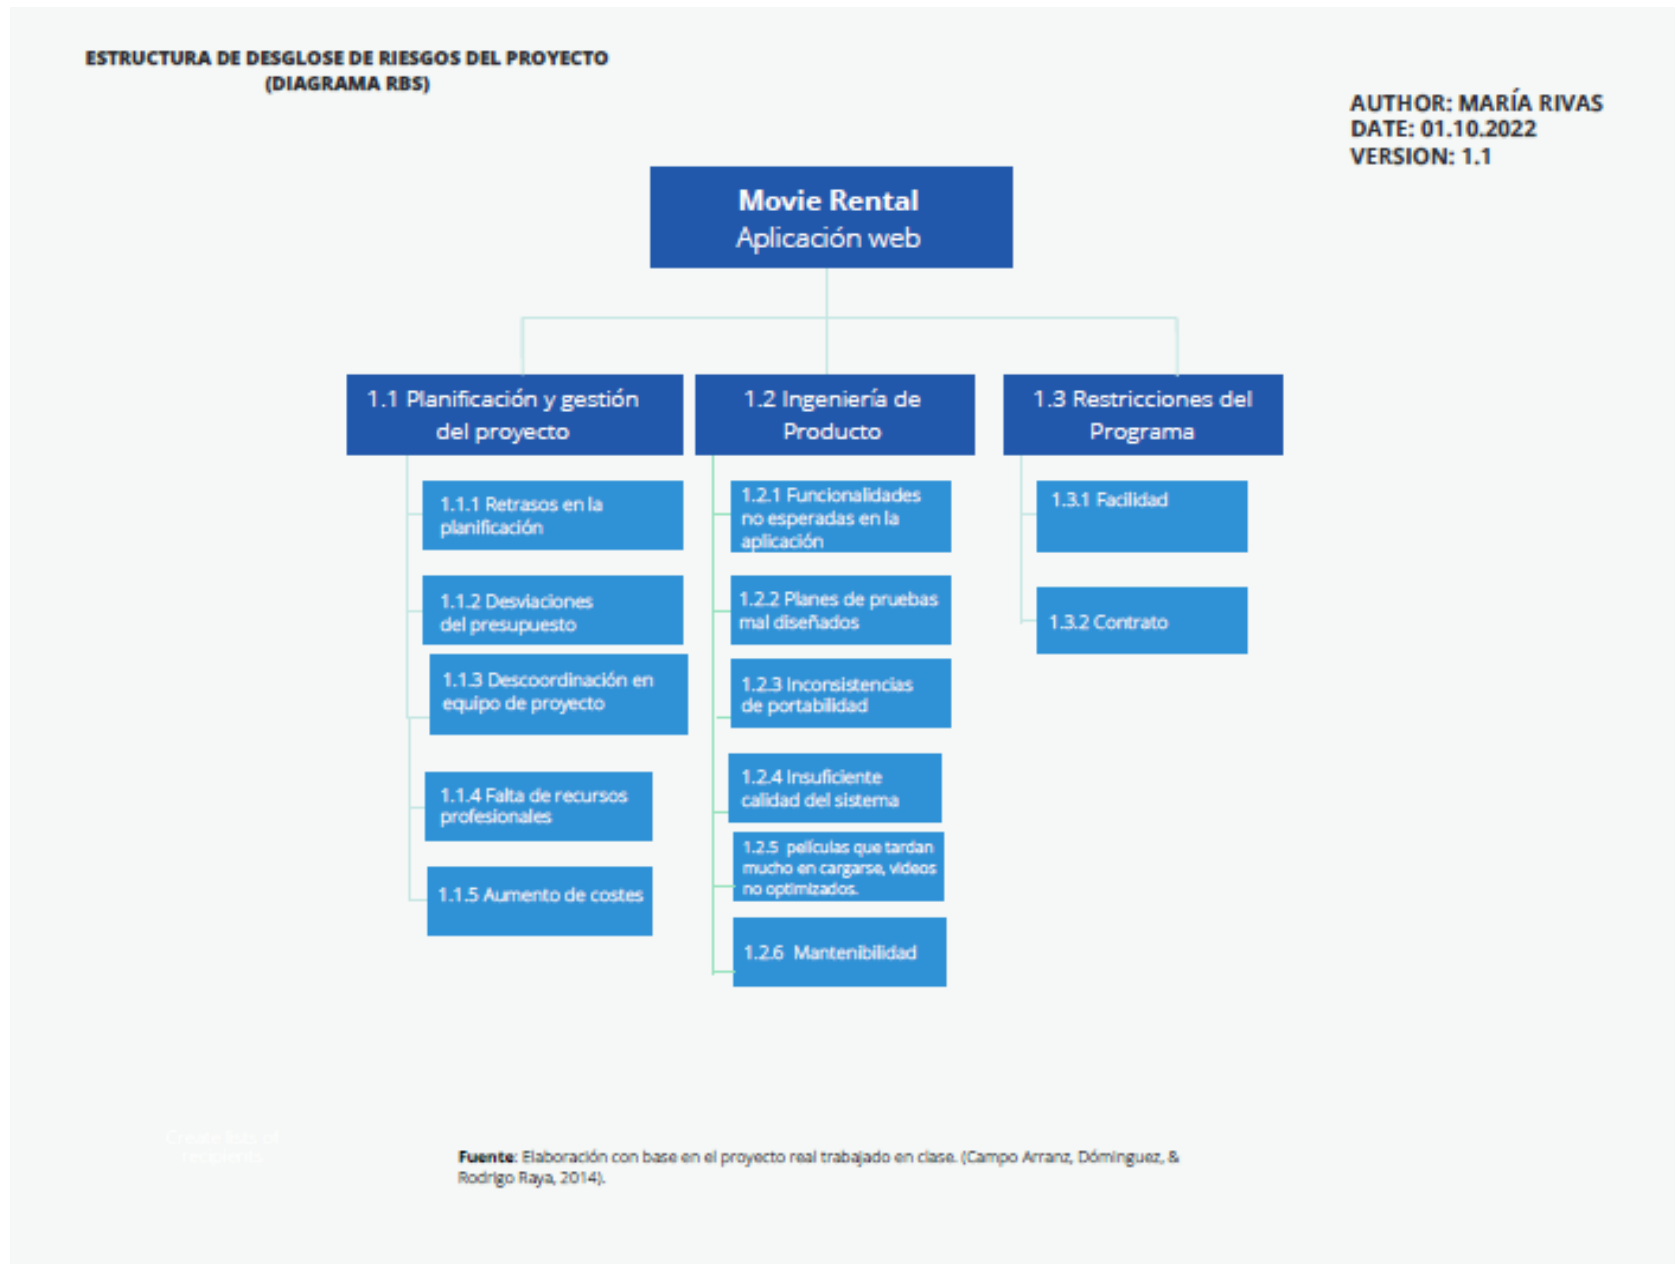 ESTRUCTURA DE DESGLOSE DE RIESGOS DEL PROYECTO
(DIAGRAMA RBS)
AUTHOR: MARÍA RIVAS
DATE: 01.10.2022
VERSION: 1.1
Movie Rental
Aplicación web
1.1 Planificación y gestión
del proyecto
1.1.1 Retrasos en la
planificación
1.1.2 Desviaciones
del presupuesto
1.1.3 Descoordinación en
equipo de proyecto
1.1.4 Falta de recursos
profesionales
1.1.5 Aumento de costes
1.2 Ingeniería de
Producto
1.2.1 Funcionalidades
no esperadas en la
aplicación
1.2.2 Planes de pruebas
mal diseñados
1.2.3 Inconsistencias
de portabilidad
1.2.4 Insuficiente
calidad del sistema
1.2.5 películas que tardan
mucho en cargarse, videos
no optimizados.
1.2.6 Mantenibilidad
1.3 Restricciones del
Programa
1.3.1 Facilidad
1.3.2 Contrato
Create lists of
recipients
Fuente: Elaboración con base en el proyecto real trabajado en clase. (Campo Arranz, Dóminguez, &
Rodrigo Raya, 2014).